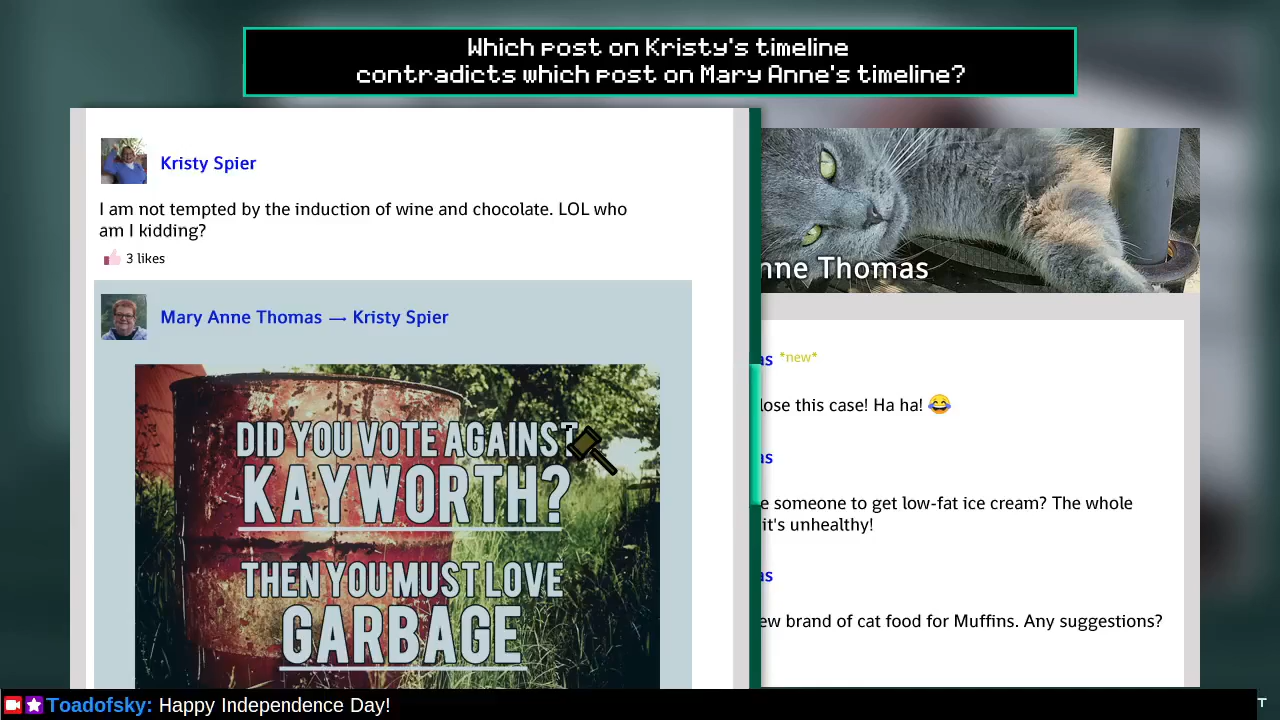 Which post on Kristy's timeline
contradicts which post on Mary Anne's timeline?
Kristy Spier
I am not tempted by the induction of wine and chocolate. LOL who
am I kidding?
3 likes
Mary Anne Thomas → Kristy Spier
DID YOU VOTE AGAINST
KAYWORTH?
THEN YOU MUST LOVE
GARBAGE
nne Thomas
as *new*
lose this case! Ha ha! 😂
as
e someone to get low-fat ice cream? The whole
it's unhealthy!
as
ew brand of cat food for Muffins. Any suggestions?
Toadofsky: Happy Independence Day!
T